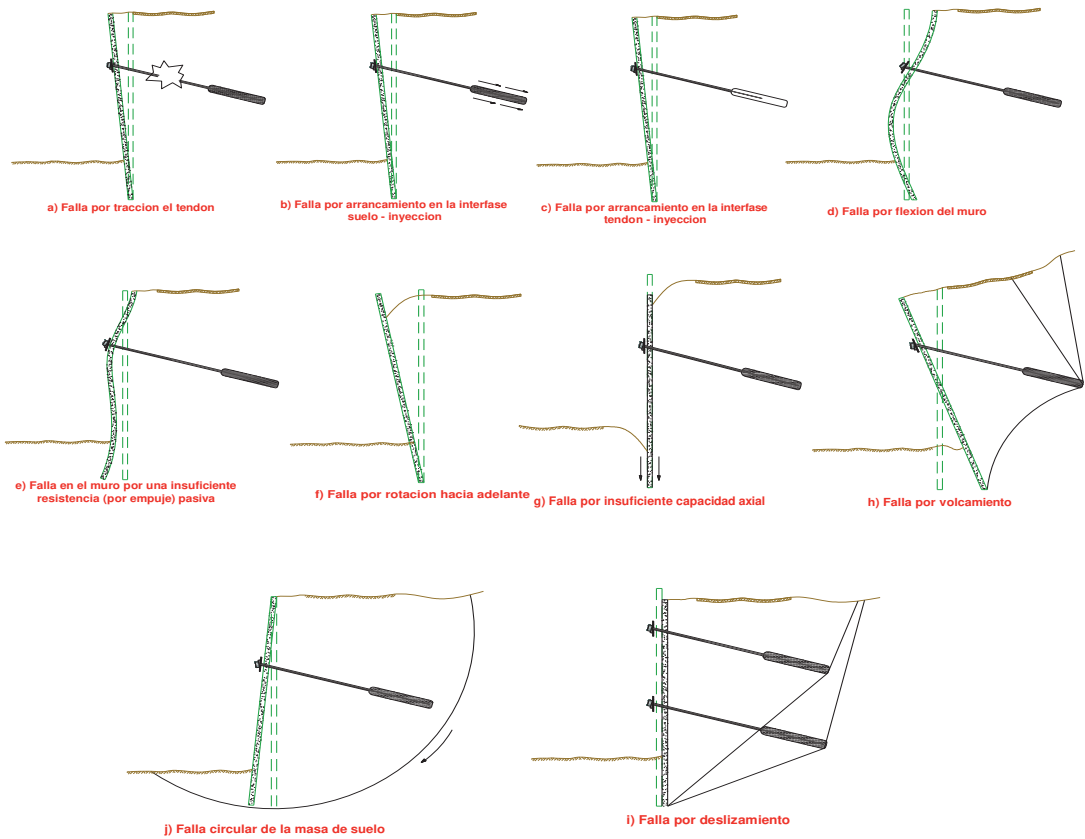 a) Falla por traccion el tendon
b) Falla por arrancamiento en la interfase
suelo - inyeccion
c) Falla por arrancamiento en la interfase
tendon - inyeccion
d) Falla por flexion del muro
e) Falla en el muro por una insuficiente
resistencia (por empuje) pasiva
f) Falla por rotacion hacia adelante
g) Falla por insuficiente capacidad axial
h) Falla por volcamiento
j) Falla circular de la masa de suelo
i) Falla por deslizamiento